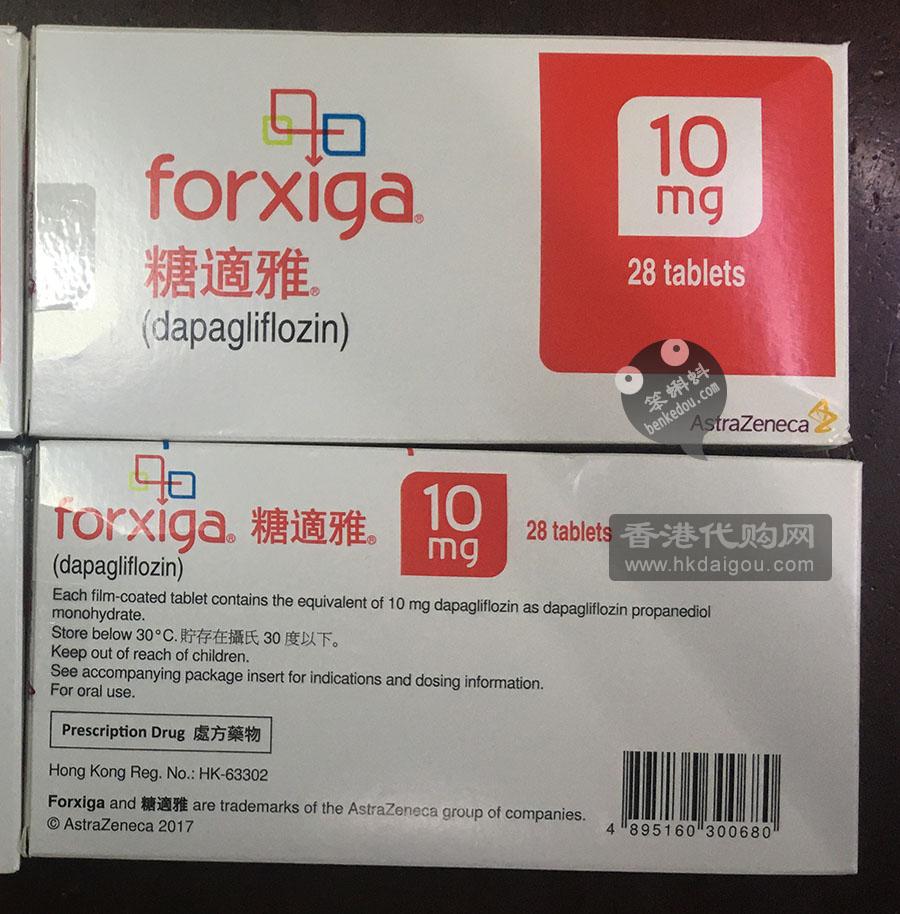 forxiga®
糖適雅®
(dapagliflozin)
10
mg
28 tablets
笨蝌蚪
benkedou.com
AstraZeneca
forxiga® 糖適雅®
10
mg
28 tablets
香港代购网
www.hkdaigou.com
(dapagliflozin)
Each film-coated tablet contains the equivalent of 10 mg dapagliflozin as dapagliflozin propanediol
monohydrate.
Store below 30°C. 貯存在攝氏 30 度以下。
Keep out of reach of children.
See accompanying package insert for indications and dosing information.
For oral use.
Prescription Drug 處方藥物
Hong Kong Reg. No.: HK-63302
Forxiga and 糖適雅 are trademarks of the AstraZeneca group of companies.
© AstraZeneca 2017
4 895160 300680